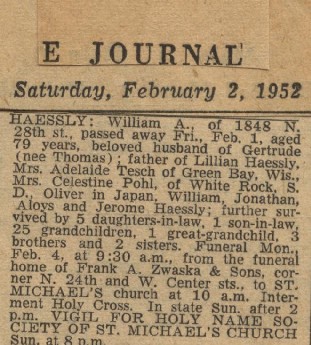 E JOURNAL
Saturday, February 2, 1952
HAESSLY: William A., of 1848 N.
28th st., passed away Fri., Feb. 1, aged
79 years, beloved husband of Gertrude
(nee Thomas); father of Lillian Haessly,
Mrs. Adelaide Tesch of Green Bay, Wis.,
Mrs. Celestine Pohl, of White Rock, S.
D., Oliver in Japan, William, Jonathan,
Aloys and Jerome Haessly; further sur-
vived by 5 daughters-in-law, 1 son-in-law,
25 grandchildren, 1 great-grandchild, 3
brothers and 2 sisters. Funeral Mon.,
Feb. 4, at 9:30 a.m., from the funeral
home of Frank A. Zwaska & Sons, cor-
ner N. 24th and W. Center sts., to ST.
MICHAEL'S church at 10 a.m. Inter-
ment Holy Cross. In state Sun. after 2
p.m. VIGIL FOR HOLY NAME SO-
CIETY OF ST. MICHAEL'S CHURCH
Sun. at 8 p.m.